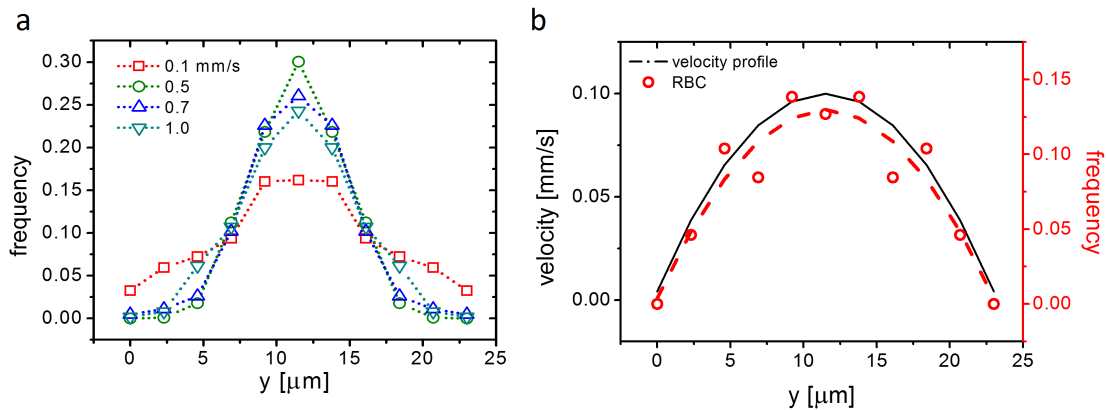 a
0.30
0.25
0.20
0.15
0.10
0.05
0.00
frequency
0.1 mm/s
0.5
0.7
1.0
0 5 10 15 20 25
y [μm]
b
0.10
0.05
0.00
velocity [mm/s]
velocity profile
RBC
0.15
0.10
0.05
0.00
frequency
0 5 10 15 20 25
y [μm]